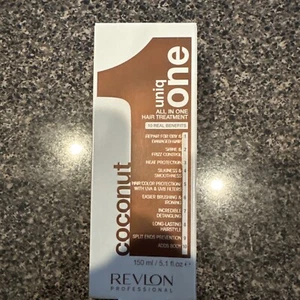 uniq
one
ALL IN ONE
HAIR TREATMENT
10 REAL BENEFITS
REPAIR FOR DRY &
DAMAGED HAIR
SHINE &
FRIZZ CONTROL
HEAT PROTECTION
SILKINESS &
SMOOTHNESS
HAIR COLOR PROTECTION
WITH UVA & UVB FILTERS
EASIER BRUSHING &
IRONING
INCREDIBLE
DETANGLING
LONG-LASTING
HAIRSTYLE
SPLIT ENDS PREVENTION
ADDS BODY
coconut
150 ml / 5.1 fl.oz e
REVLON
PROFESSIONAL